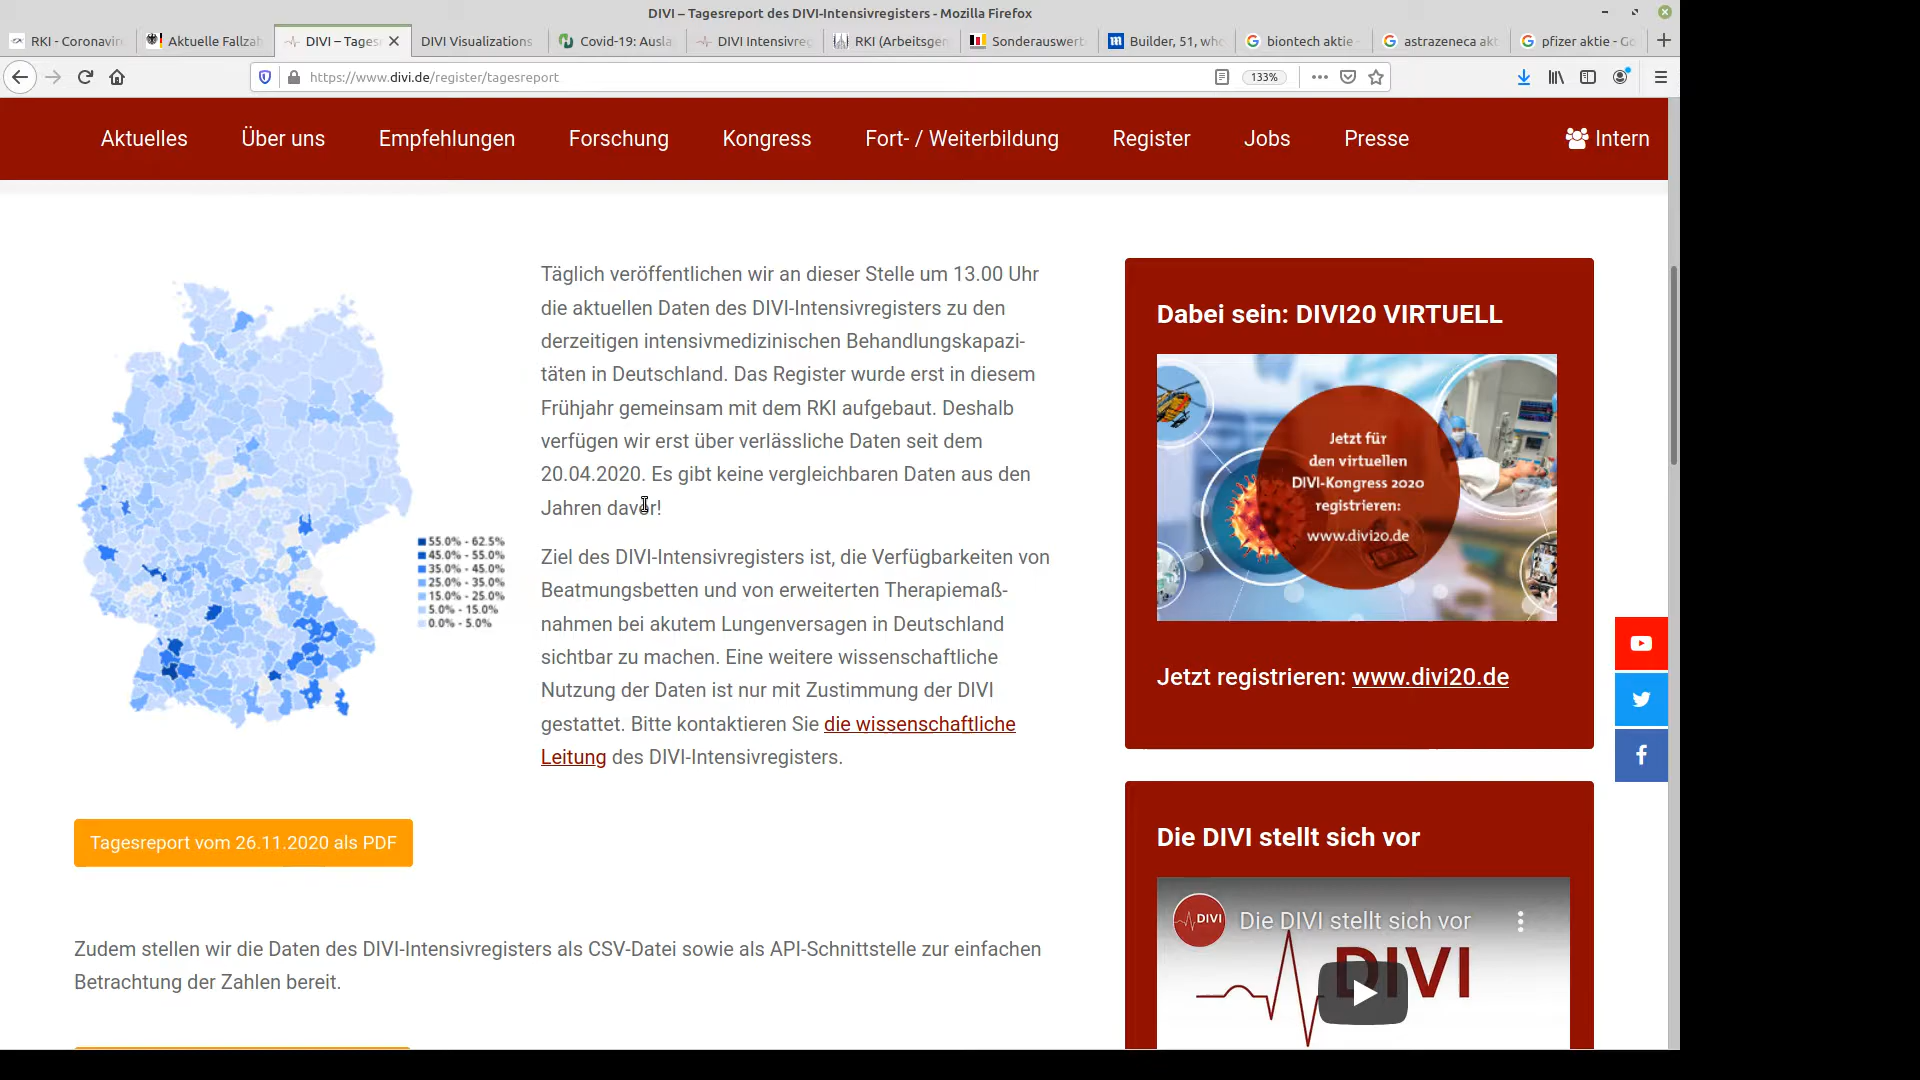 DIVI – Tagesreport des DIVI-Intensivregisters - Mozilla Firefox
RKI - Coronavir
Aktuelle Fallzah
DIVI – Tages
DIVI Visualizations
Covid-19: Ausla
DIVI Intensivreg
RKI (Arbeitsgen
Sonderauswert
Builder, 51, who
biontech aktie -
astrazeneca akt
pfizer aktie - Go
https://www.divi.de/register/tagesreport
133%
Aktuelles
Über uns
Empfehlungen
Forschung
Kongress
Fort- / Weiterbildung
Register
Jobs
Presse
Intern
55.0% - 62.5%
45.0% - 55.0%
35.0% - 45.0%
25.0% - 35.0%
15.0% - 25.0%
5.0% - 15.0%
0.0% - 5.0%
Täglich veröffentlichen wir an dieser Stelle um 13.00 Uhr
die aktuellen Daten des DIVI-Intensivregisters zu den
derzeitigen intensivmedizinischen Behandlungskapazi-
täten in Deutschland. Das Register wurde erst in diesem
Frühjahr gemeinsam mit dem RKI aufgebaut. Deshalb
verfügen wir erst über verlässliche Daten seit dem
20.04.2020. Es gibt keine vergleichbaren Daten aus den
Jahren davor!
Ziel des DIVI-Intensivregisters ist, die Verfügbarkeiten von
Beatmungsbetten und von erweiterten Therapiemaß-
nahmen bei akutem Lungenversagen in Deutschland
sichtbar zu machen. Eine weitere wissenschaftliche
Nutzung der Daten ist nur mit Zustimmung der DIVI
gestattet. Bitte kontaktieren Sie die wissenschaftliche
Leitung des DIVI-Intensivregisters.
Tagesreport vom 26.11.2020 als PDF
Zudem stellen wir die Daten des DIVI-Intensivregisters als CSV-Datei sowie als API-Schnittstelle zur einfachen
Betrachtung der Zahlen bereit.
Dabei sein: DIVI20 VIRTUELL
Jetzt für
den virtuellen
DIVI-Kongress 2020
registrieren:
www.divi20.de
Jetzt registrieren: www.divi20.de
Die DIVI stellt sich vor
DIVI
Die DIVI stellt sich vor
DIVI